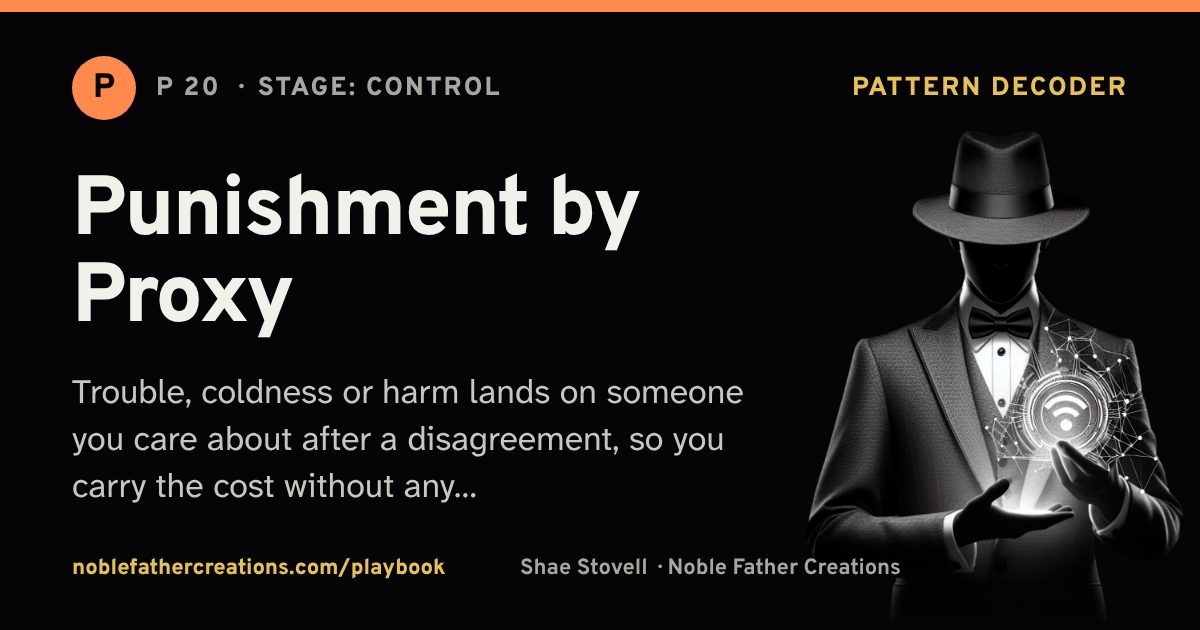 P
P 20 · STAGE: CONTROL
PATTERN DECODER
Punishment by
Proxy
Trouble, coldness or harm lands on someone
you care about after a disagreement, so you
carry the cost without any...
noblefathercreations.com/playbook
Shae Stovell · Noble Father Creations